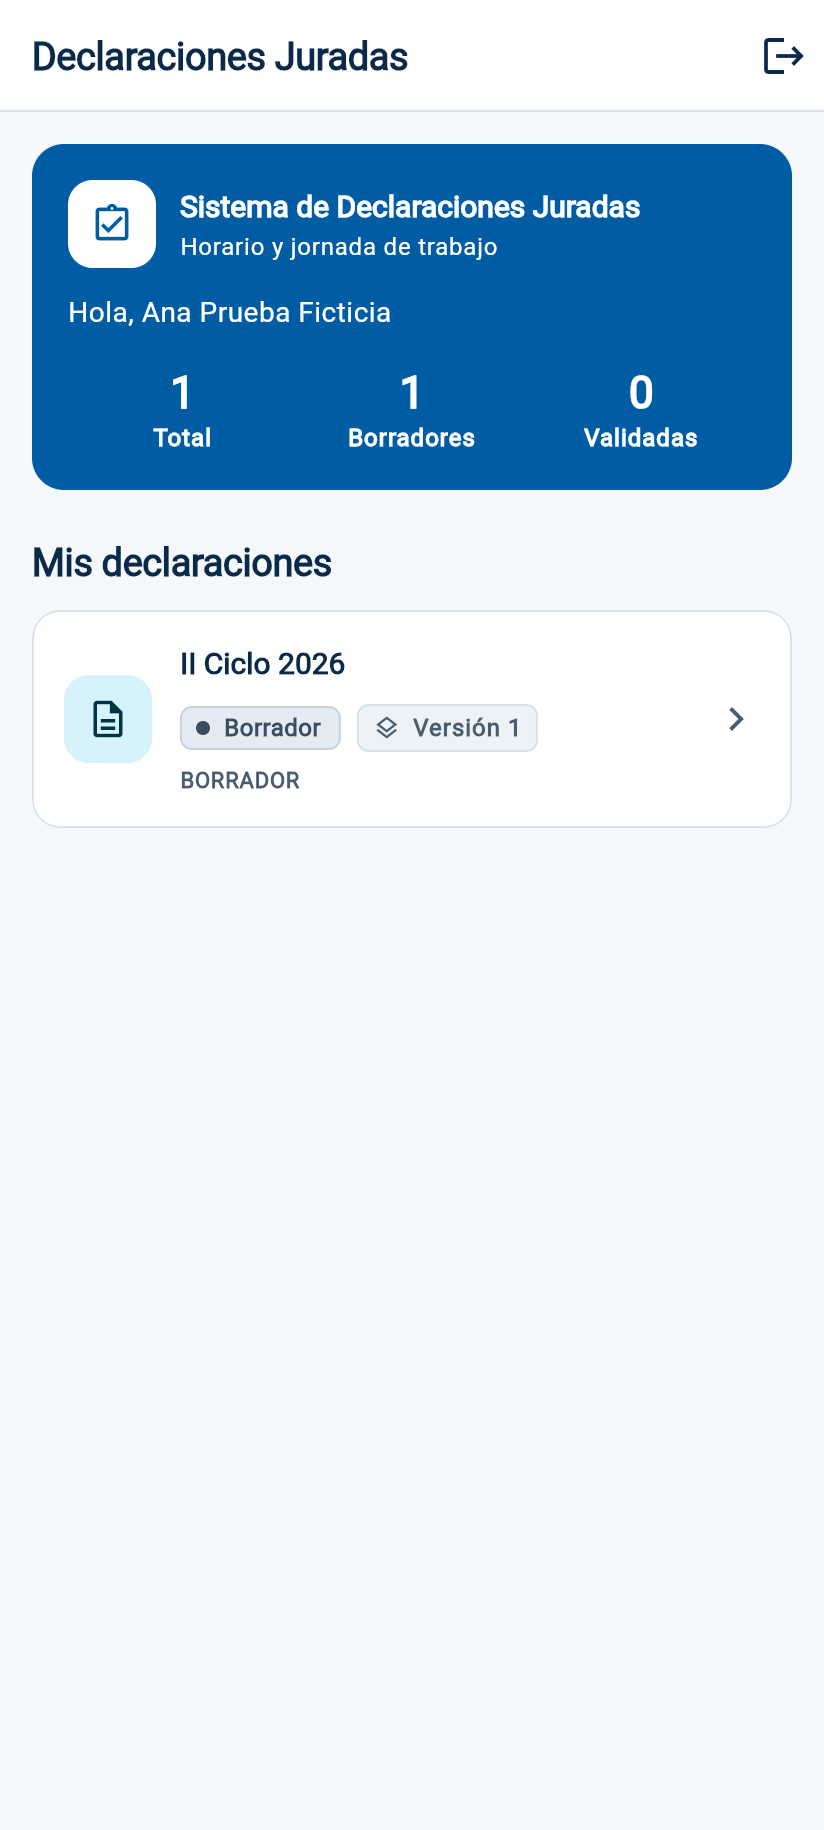 Declaraciones Juradas
Sistema de Declaraciones Juradas
Horario y jornada de trabajo
Hola, Ana Prueba Ficticia
1 1 0
Total Borradores Validadas
Mis declaraciones
II Ciclo 2026
Borrador Versión 1
BORRADOR